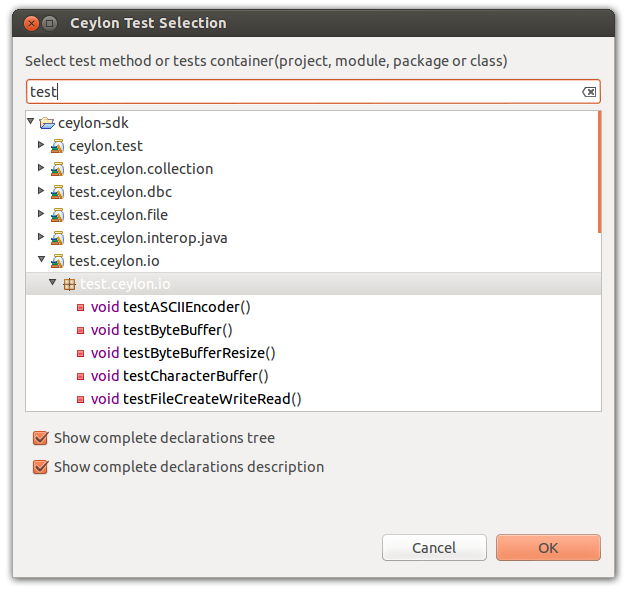 Ceylon Test Selection
Select test method or tests container(project, module, package or class)
test
ceylon-sdk
ceylon.test
test.ceylon.collection
test.ceylon.dbc
test.ceylon.file
test.ceylon.interop.java
test.ceylon.io
test.ceylon.io
void testASCIIEncoder()
void testByteBuffer()
void testByteBufferResize()
void testCharacterBuffer()
void testFileCreateWriteRead()
Show complete declarations tree
Show complete declarations description
Cancel OK